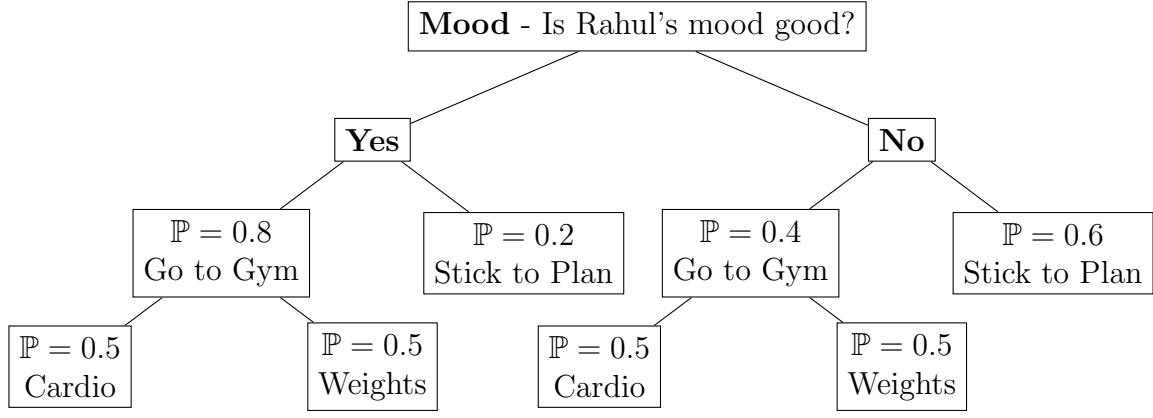 Mood - Is Rahul's mood good?
Yes
No
ℙ = 0.8
Go to Gym
ℙ = 0.2
Stick to Plan
ℙ = 0.4
Go to Gym
ℙ = 0.6
Stick to Plan
ℙ = 0.5
Cardio
ℙ = 0.5
Weights
ℙ = 0.5
Cardio
ℙ = 0.5
Weights